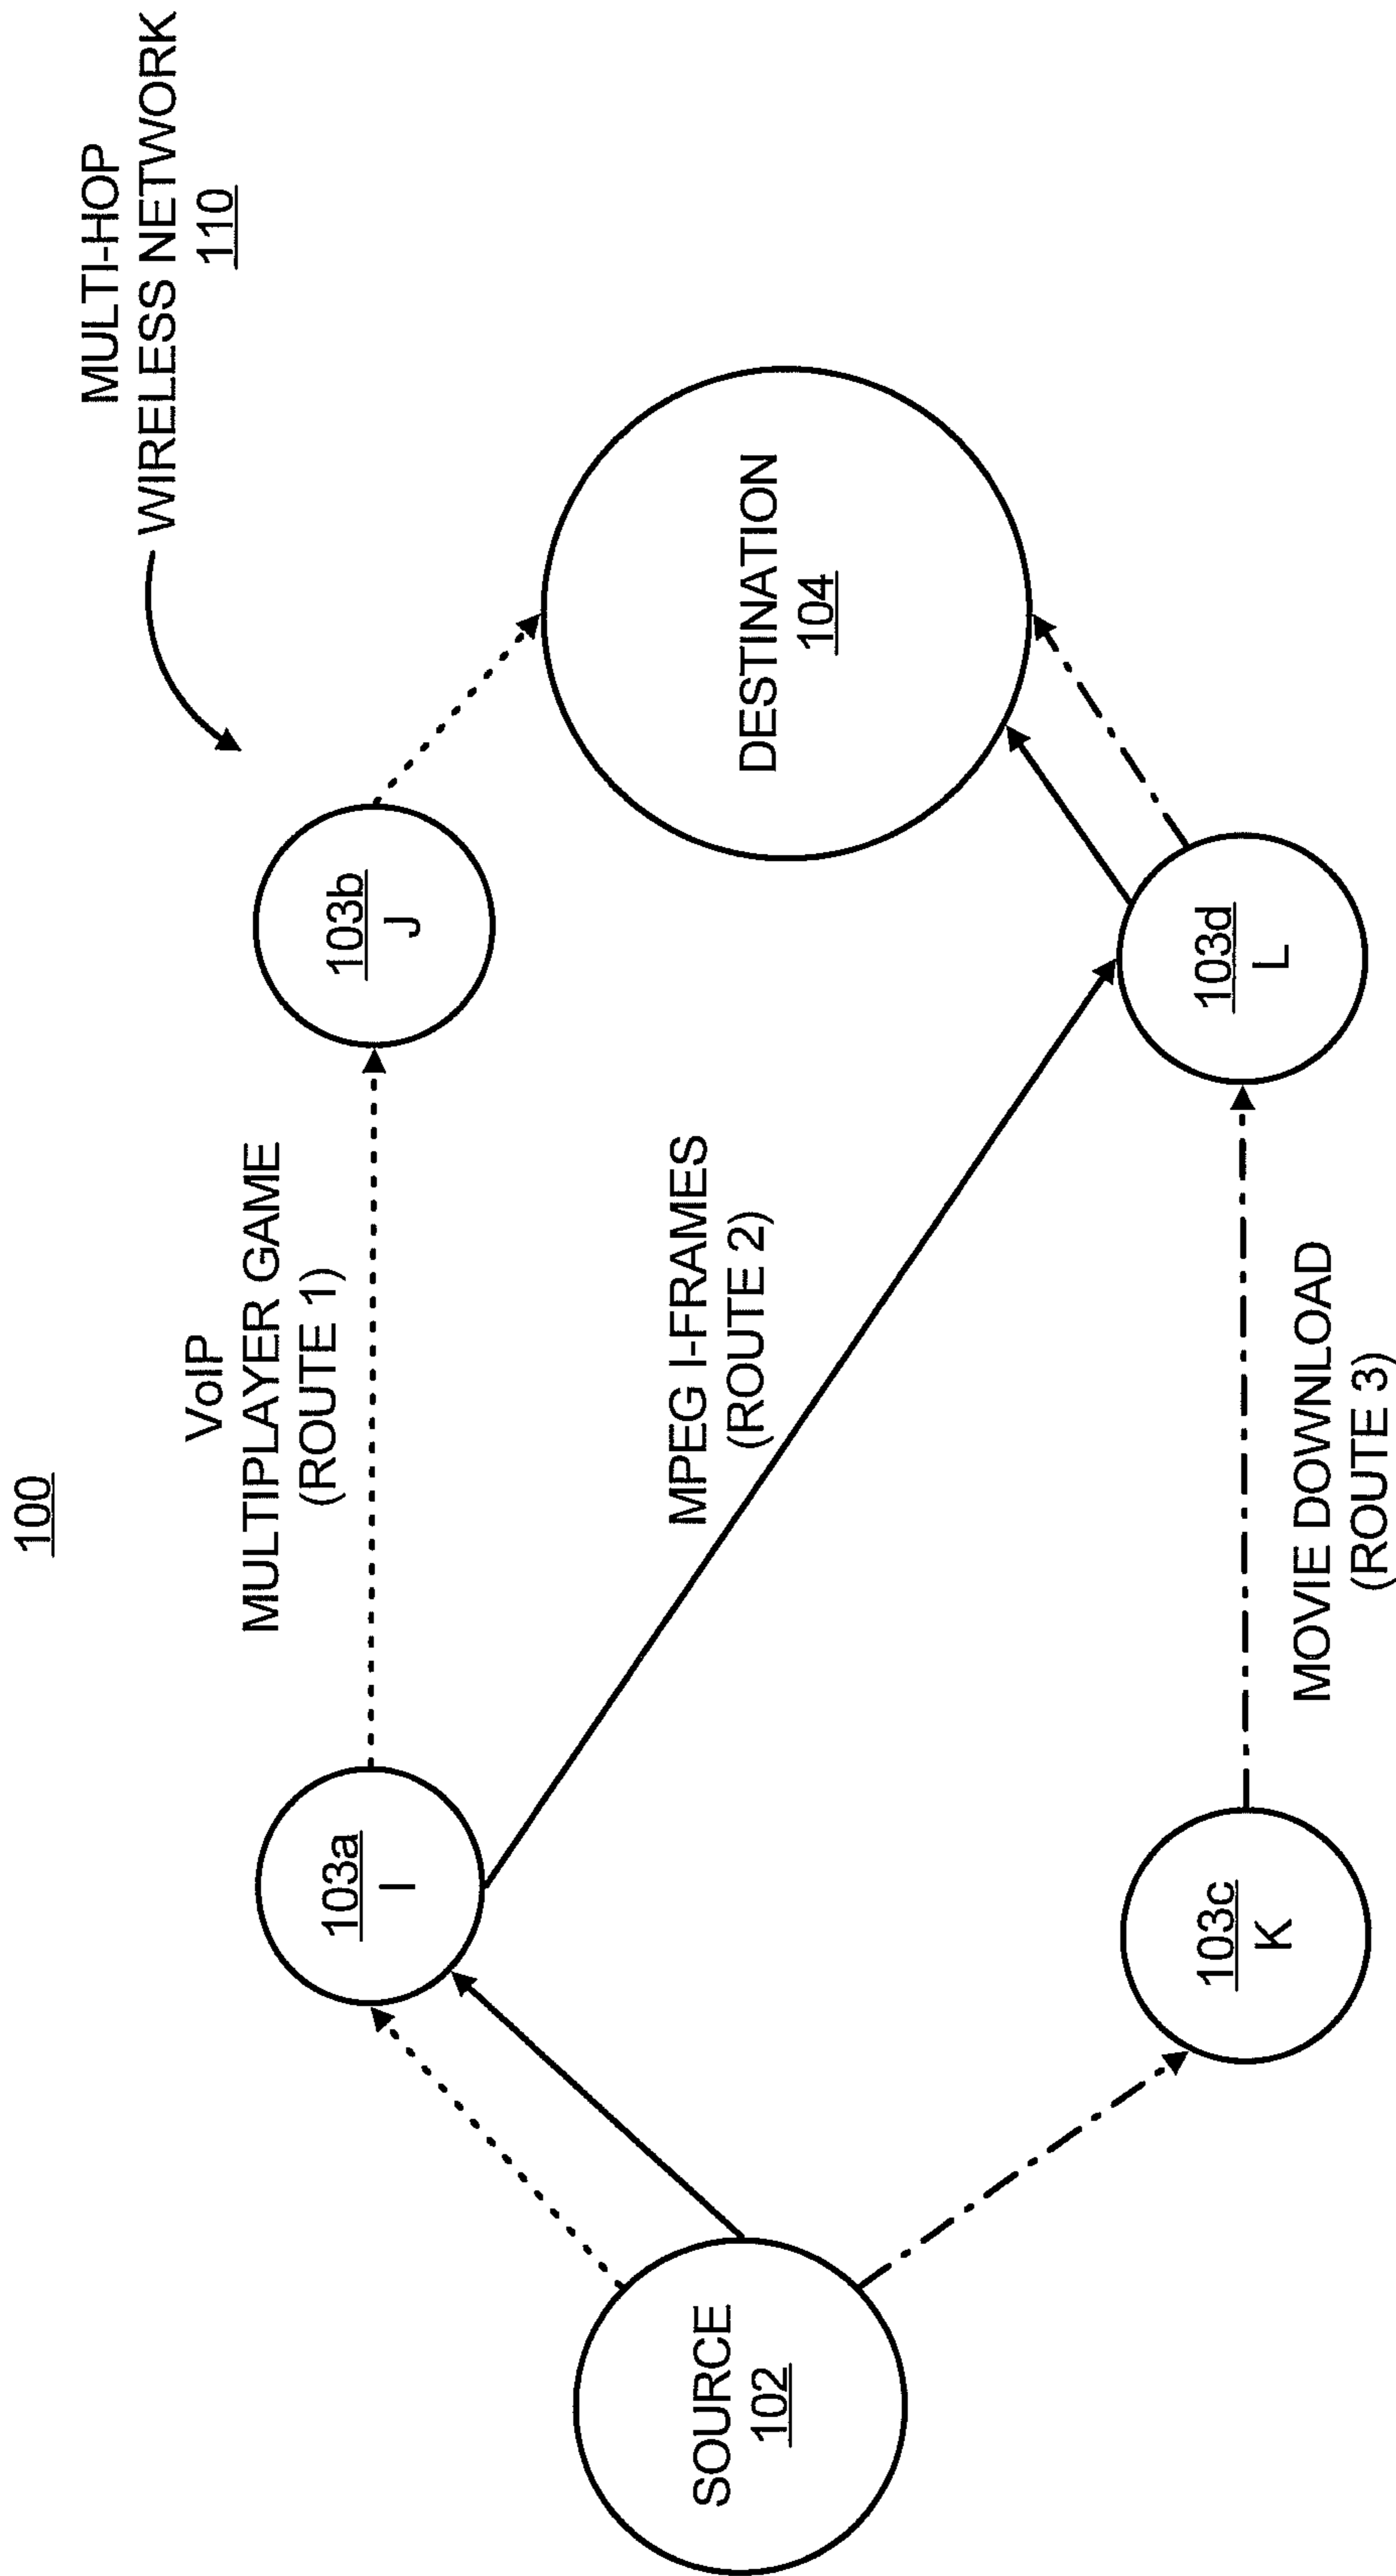 100
MULTI-HOP
WIRELESS NETWORK
110
VoIP
MULTIPLAYER GAME
(ROUTE 1)
103a
I
103b
J
MPEG I-FRAMES
(ROUTE 2)
SOURCE
102
DESTINATION
104
103c
K
103d
L
MOVIE DOWNLOAD
(ROUTE 3)